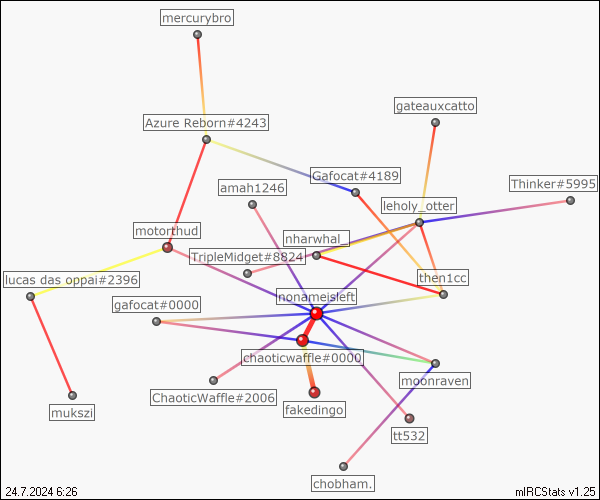 mercurybro
gateauxcatto
Azure Reborn#4243
Gafocat#4189
Thinker#5995
amah1246
leholy_otter
motorthud
nharwhal_
TripleMidget#8824
lucas das oppai#2396
then1cc
nonameisleft
gafocat#0000
chaoticwaffle#0000
moonraven
ChaoticWaffle#2006
mukszi
fakedingo
tt532
chobham.
24.7.2024 6:26
mIRCStats v1.25